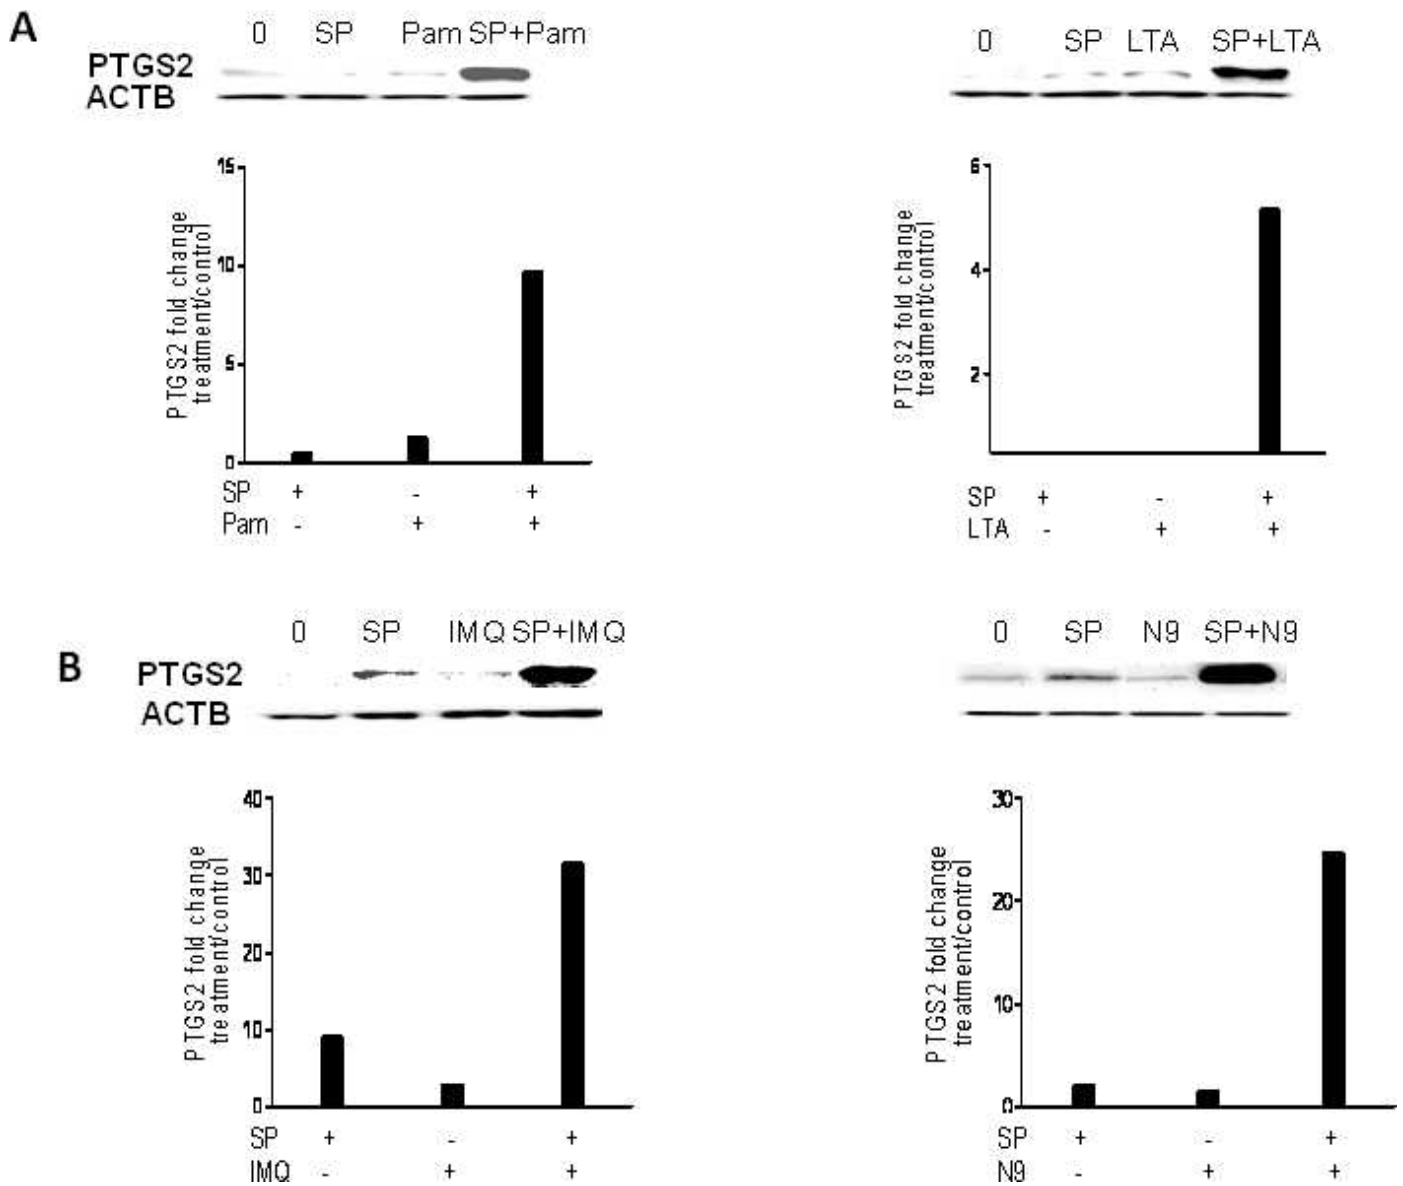 A
0 SP Pam SP+Pam
PTGS2
ACTB
15
10
5
0
PTGS2 fold change
treatment/control
SP + - +
Pam - + +
0 SP LTA SP+LTA
6
4
2
PTGS2 fold change
treatment/control
SP + - +
LTA - + +
B
0 SP IMQ SP+IMQ
PTGS2
ACTB
40
30
20
10
0
PTGS2 fold change
treatment/control
SP + - +
IMQ - + +
0 SP N9 SP+N9
30
20
10
0
PTGS2 fold change
treatment/control
SP + - +
N9 - + +